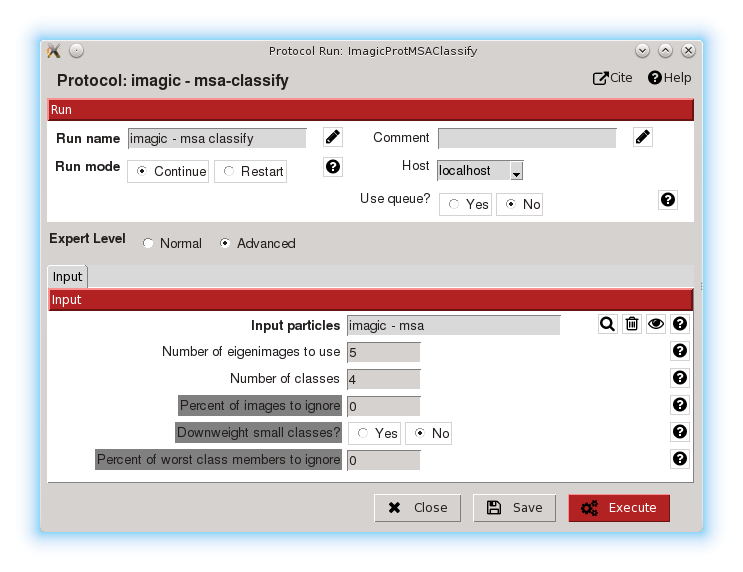 Protocol Run: ImagicProtMSAClassify
Protocol: imagic - msa-classify
Cite
Help
Run
Run name imagic - msa classify
Comment
Run mode Continue Restart
Host localhost
Use queue? Yes No
Expert Level Normal Advanced
Input
Input
Input particles imagic - msa
Number of eigenimages to use 5
Number of classes 4
Percent of images to ignore 0
Downweight small classes? Yes No
Percent of worst class members to ignore 0
Close Save Execute